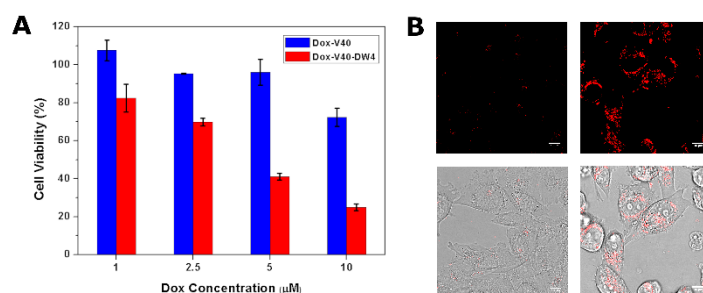 A
B
120
100
80
60
40
20
0
Cell Viability (%)
Dox-V40
Dox-V40-DW4
1 2.5 5 10
Dox Concentration (μM)